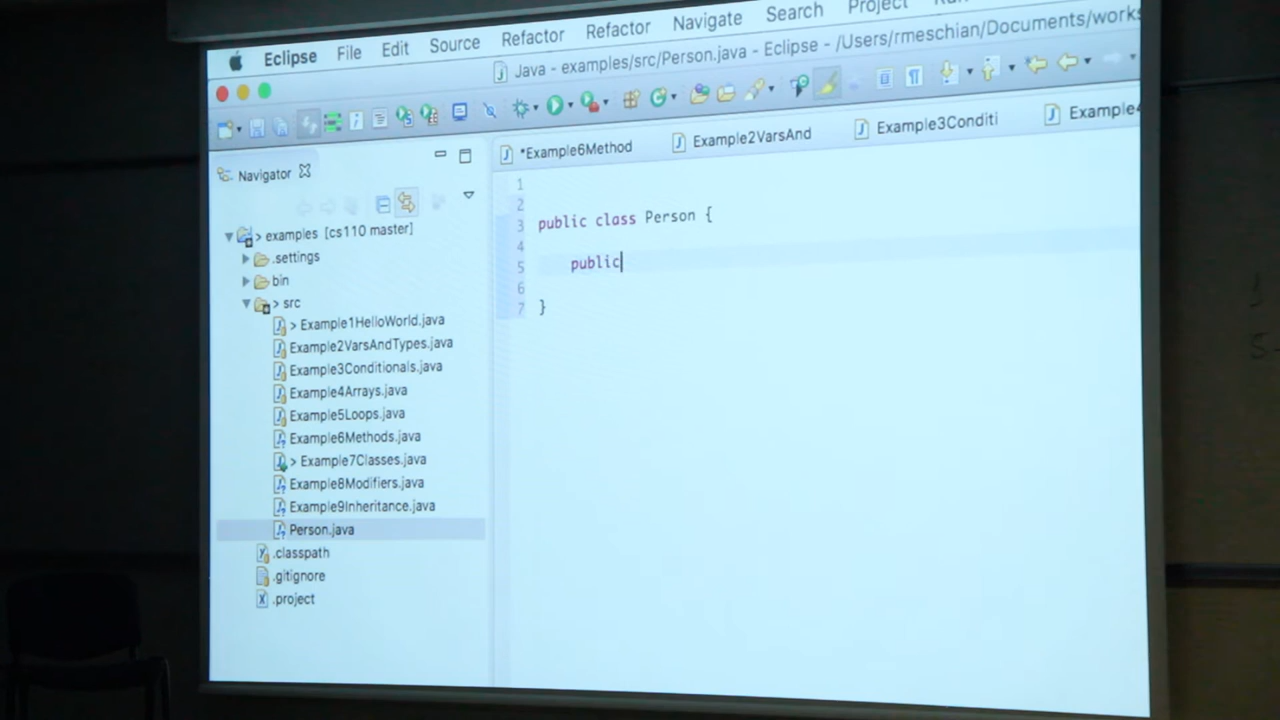 Eclipse File Edit Source Refactor Refactor Navigate Search Project
Java - examples/src/Person.java - Eclipse - /Users/rmeschian/Documents/works
Navigator
*Example6Method Example2VarsAnd Example3Conditi Example4
> examples [cs110 master]
.settings
bin
> src
> Example1HelloWorld.java
Example2VarsAndTypes.java
Example3Conditionals.java
Example4Arrays.java
Example5Loops.java
Example6Methods.java
> Example7Classes.java
Example8Modifiers.java
Example9Inheritance.java
Person.java
.classpath
.gitignore
.project
1
2
3 public class Person {
4
5 public
6
7 }